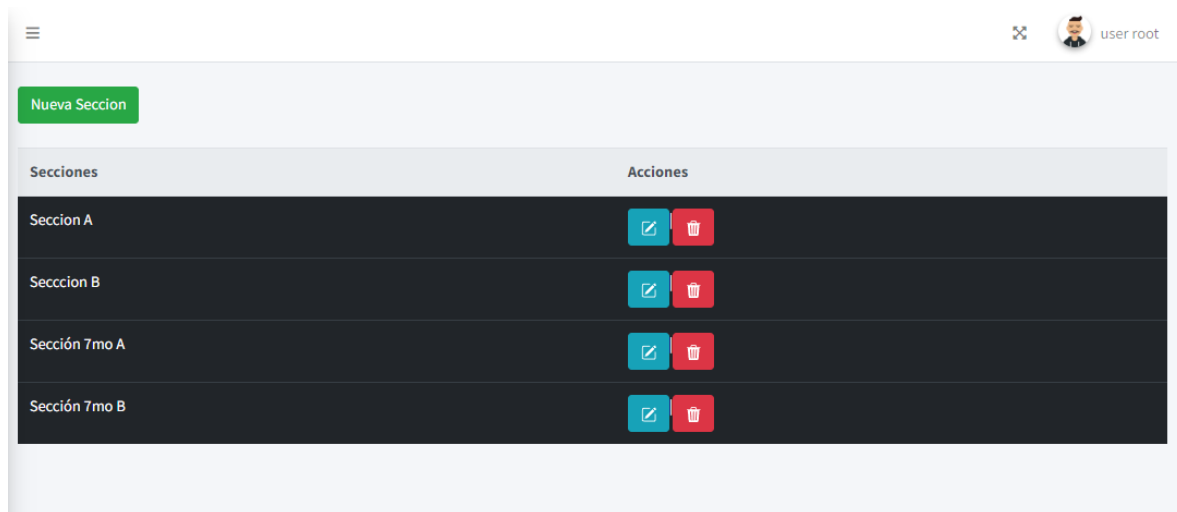 user root
Nueva Seccion
Secciones Acciones
Seccion A
Secccion B
Sección 7mo A
Sección 7mo B